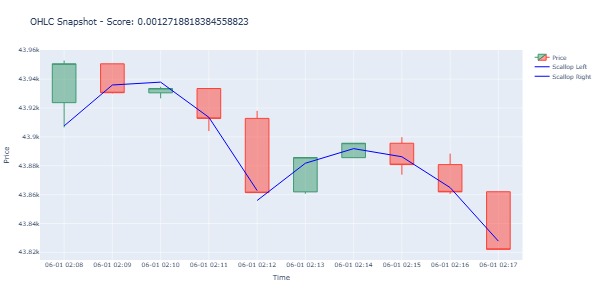 OHLC Snapshot - Score: 0.0012718818384558823
43.96k
43.94k
43.92k
43.9k
43.88k
43.86k
43.84k
43.82k
Price
06-01 02:08 06-01 02:09 06-01 02:10 06-01 02:11 06-01 02:12 06-01 02:13 06-01 02:14 06-01 02:15 06-01 02:16 06-01 02:17
Time
Price
Scallop Left
Scallop Right